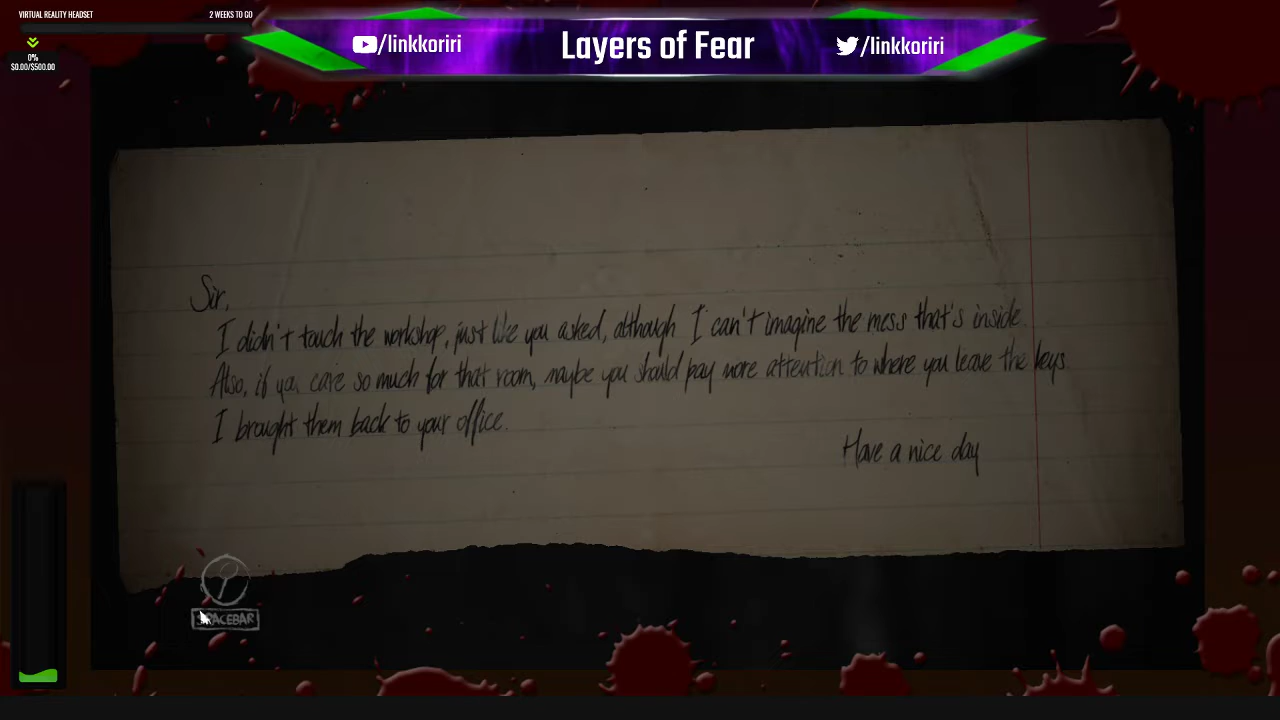 VIRTUAL REALITY HEADSET
2 WEEKS TO GO
0%
$0.00/$500.00
/linkkoriri
Layers of Fear
/linkkoriri
Sir,
I didn't touch the workshop, just like you asked, although I can't imagine the mess that's inside.
Also, if you care so much for that room, maybe you should pay more attention to where you leave the keys.
I brought them back to your office.
Have a nice day
SPACEBAR